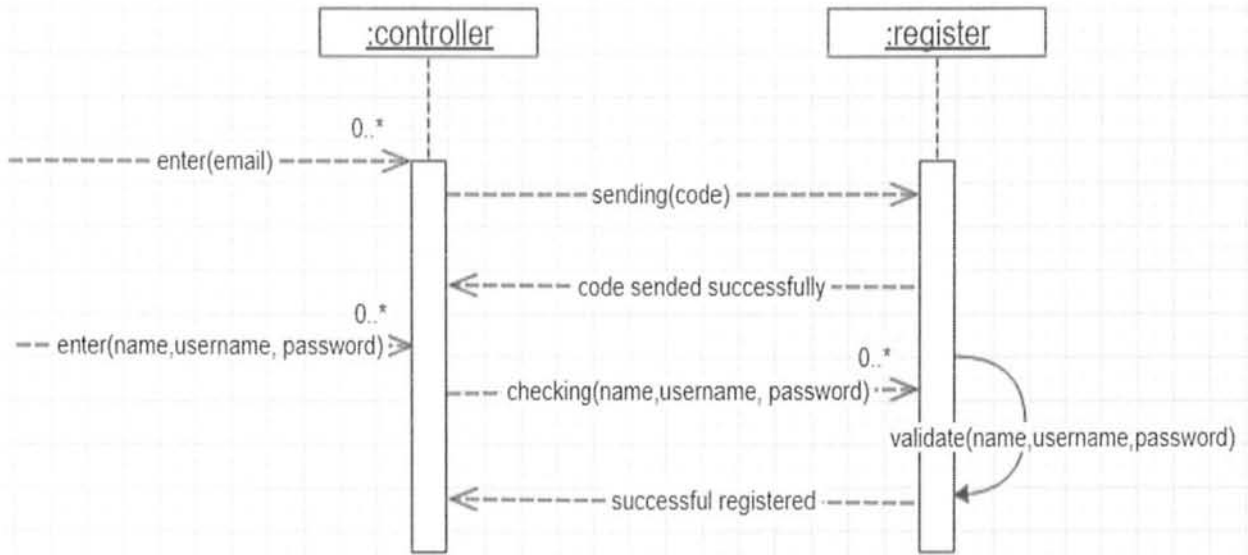 :controller
:register
0..*
enter(email)
sending(code)
code sended successfully
0..*
enter(name,username, password)
0..*
checking(name,username, password)
validate(name,username,password)
successful registered